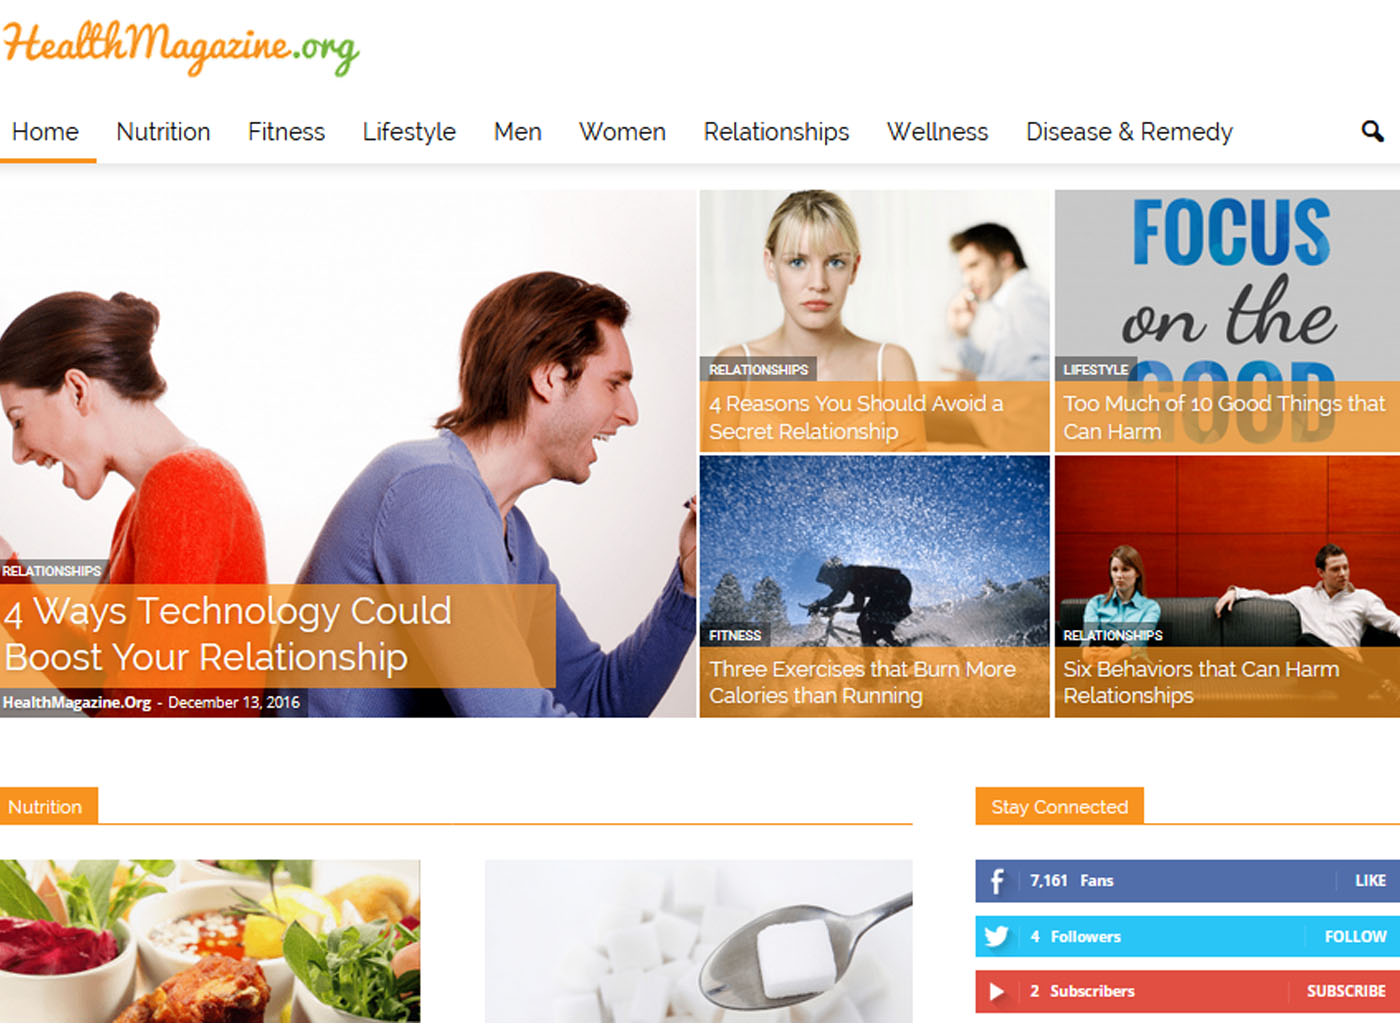 HealthMagazine.org
Home Nutrition Fitness Lifestyle Men Women Relationships Wellness Disease & Remedy
RELATIONSHIPS
4 Ways Technology Could
Boost Your Relationship
HealthMagazine.Org - December 13, 2016
RELATIONSHIPS
4 Reasons You Should Avoid a
Secret Relationship
FOCUS
on the
GOOD
LIFESTYLE
Too Much of 10 Good Things that
Can Harm
FITNESS
Three Exercises that Burn More
Calories than Running
RELATIONSHIPS
Six Behaviors that Can Harm
Relationships
Nutrition
Stay Connected
7,161 Fans LIKE
4 Followers FOLLOW
2 Subscribers SUBSCRIBE